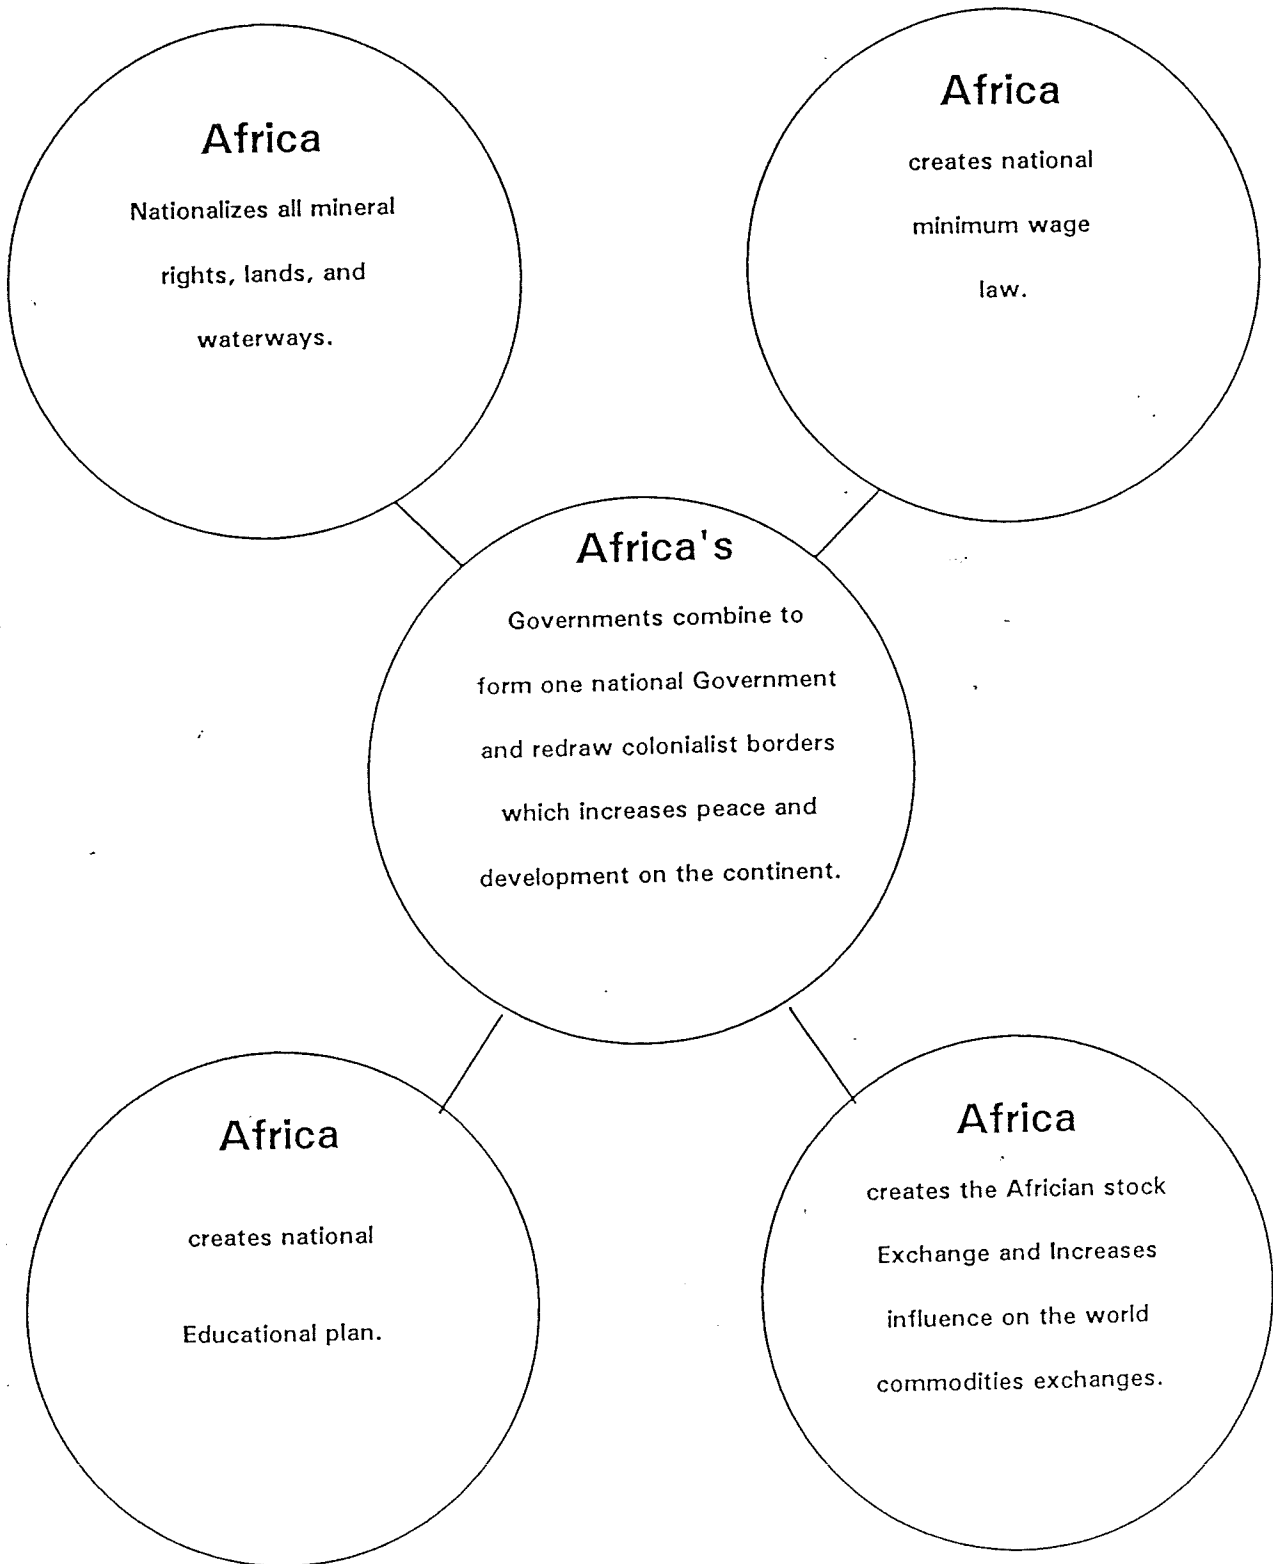 Africa
Nationalizes all mineral
rights, lands, and
waterways.
Africa
creates national
minimum wage
law.
Africa's
Governments combine to
form one national Government
and redraw colonialist borders
which increases peace and
development on the continent.
Africa
creates national
Educational plan.
Africa
creates the Africian stock
Exchange and Increases
influence on the world
commodities exchanges.